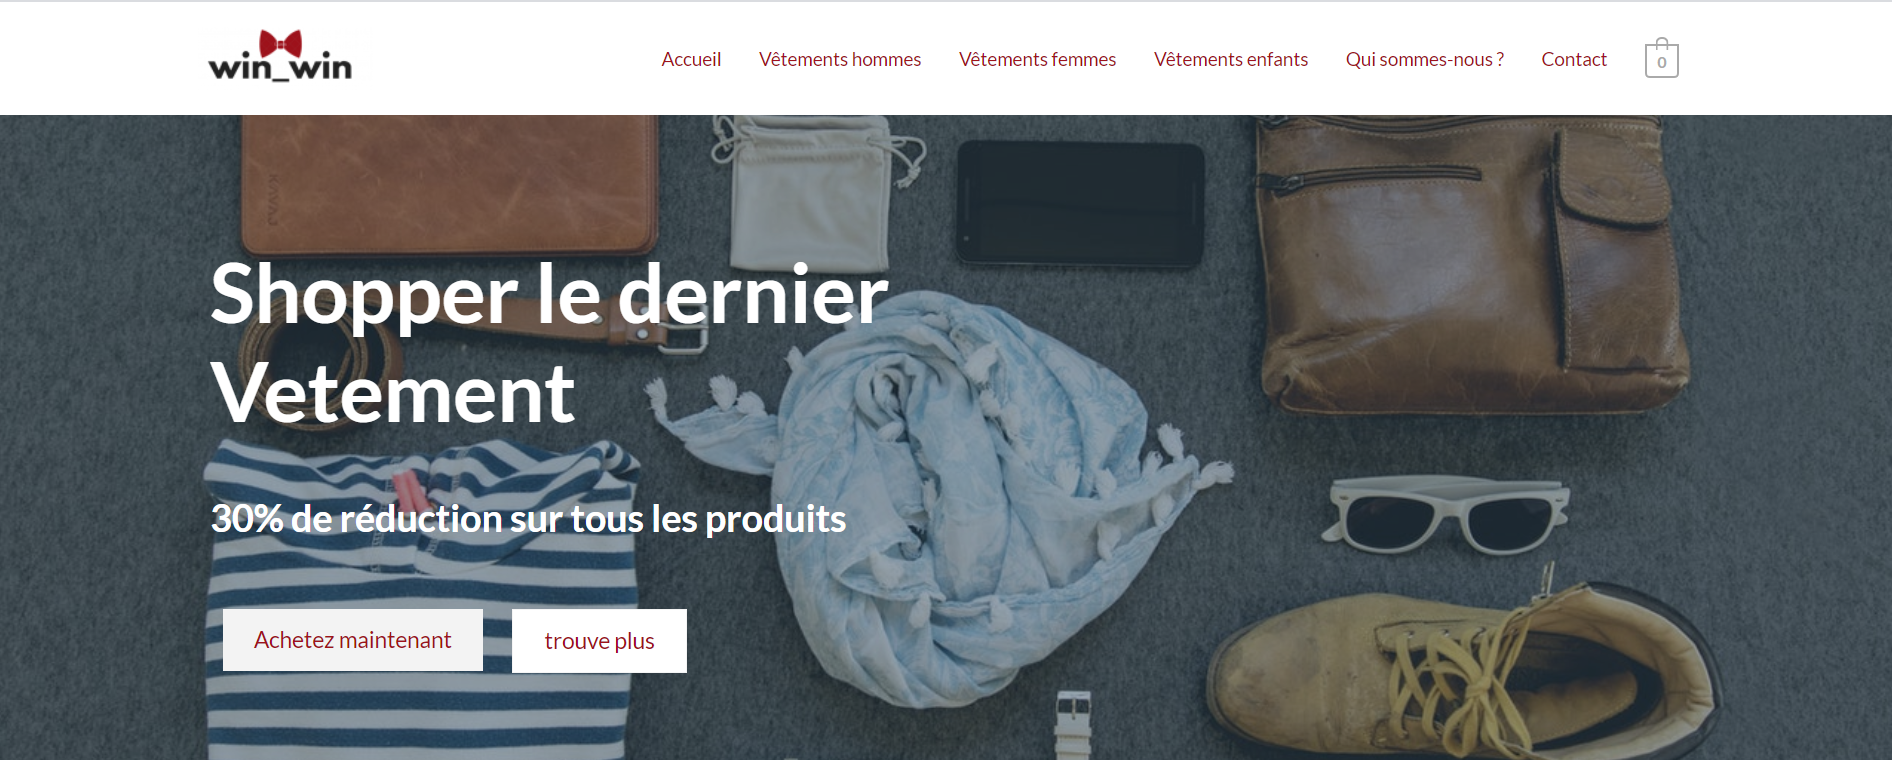 win_win
Accueil Vêtements hommes Vêtements femmes Vêtements enfants Qui sommes-nous ? Contact 0
KAVAJ
Shopper le dernier
Vetement
30% de réduction sur tous les produits
Achetez maintenant trouve plus